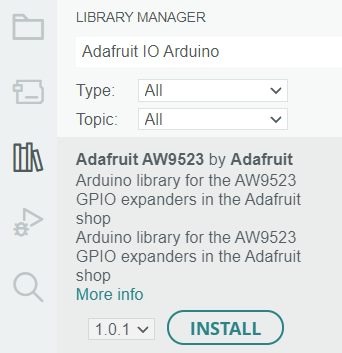 LIBRARY MANAGER
Adafruit IO Arduino
Type: All
Topic: All
Adafruit AW9523 by Adafruit
Arduino library for the AW9523
GPIO expanders in the Adafruit
shop
Arduino library for the AW9523
GPIO expanders in the Adafruit
shop
More info
1.0.1 INSTALL